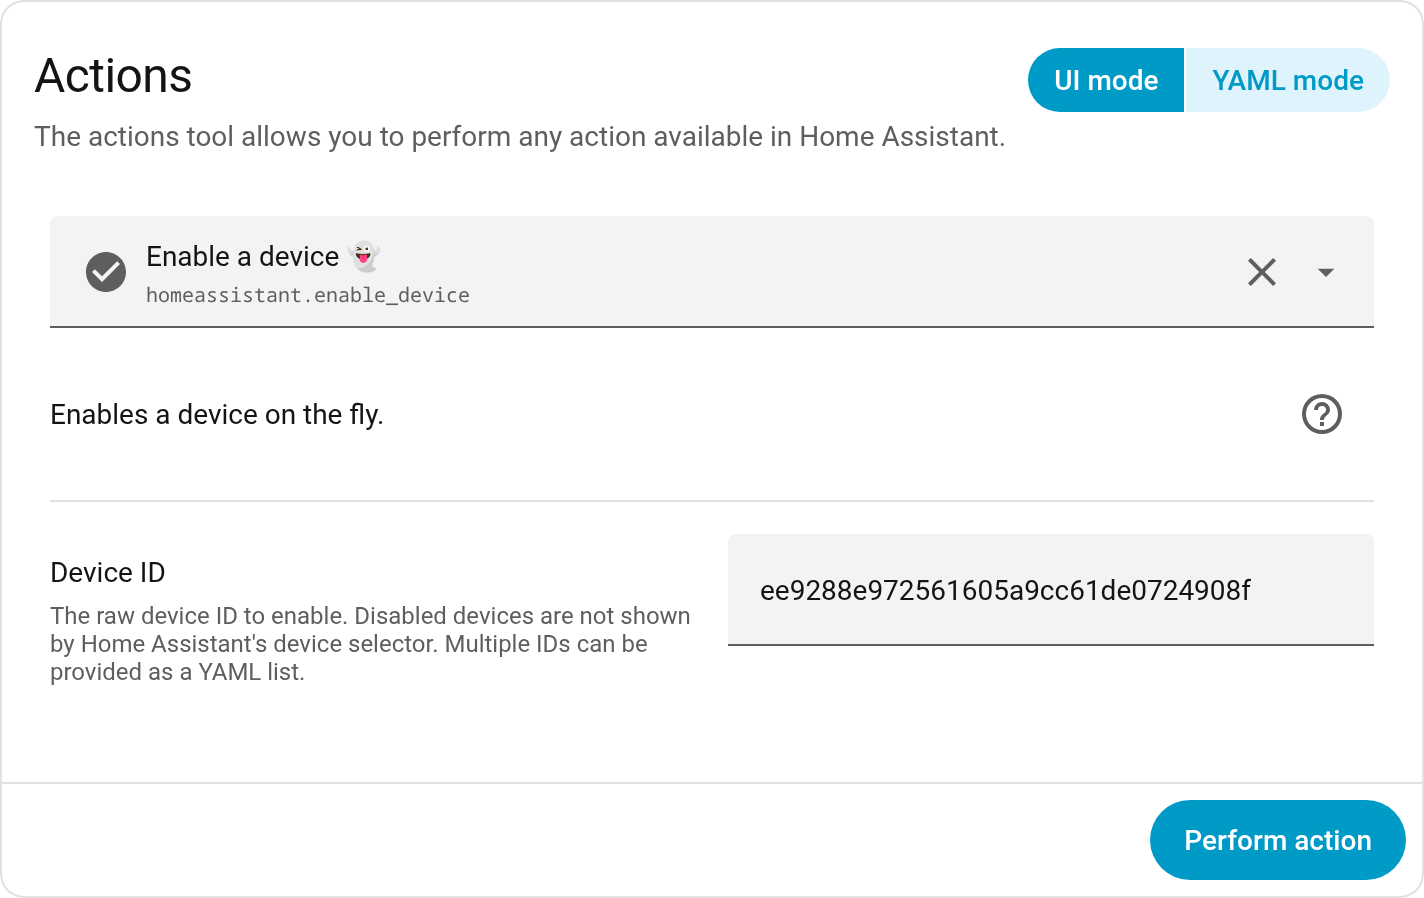 Actions
UI mode
YAML mode
The actions tool allows you to perform any action available in Home Assistant.
Enable a device 👻
homeassistant.enable_device
Enables a device on the fly.
Device ID
The raw device ID to enable. Disabled devices are not shown
by Home Assistant's device selector. Multiple IDs can be
provided as a YAML list.
ee9288e972561605a9cc61de0724908f
Perform action